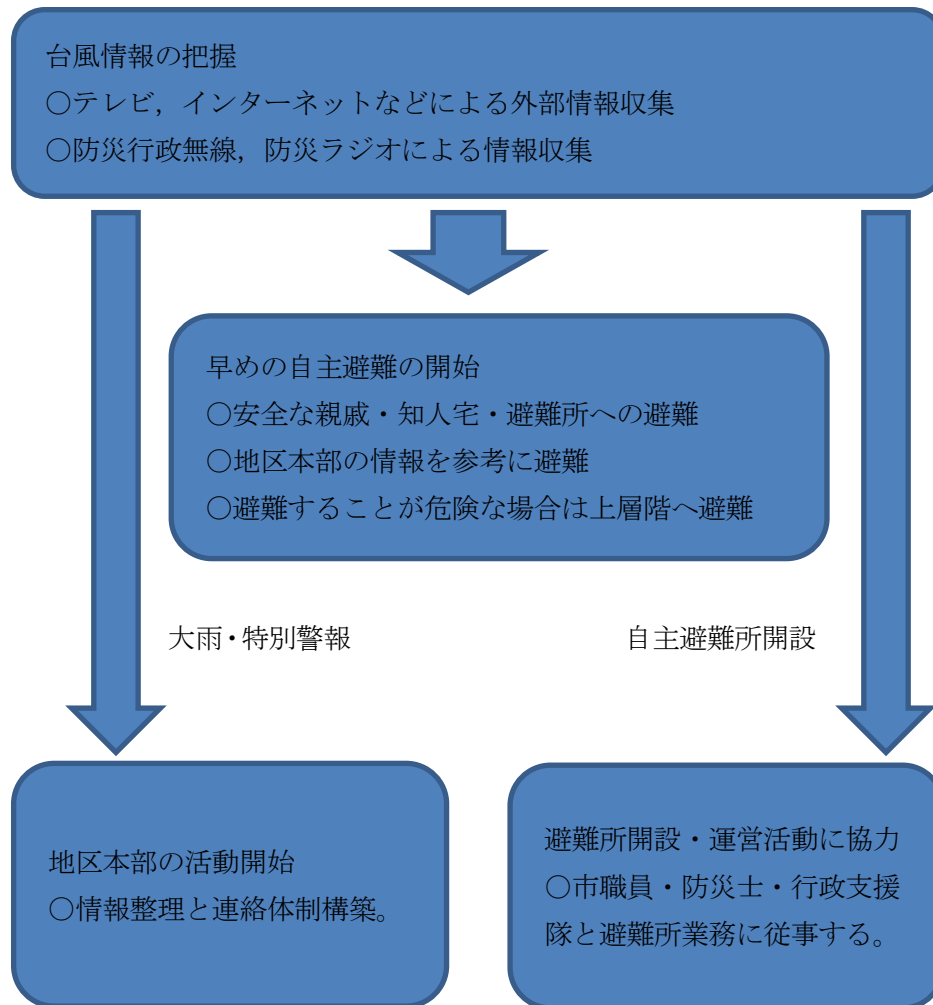 台風情報の把握
○テレビ，インターネットなどによる外部情報収集
○防災行政無線，防災ラジオによる情報収集
早めの自主避難の開始
○安全な親戚・知人宅・避難所への避難
○地区本部の情報を参考に避難
○避難することが危険な場合は上層階へ避難
大雨・特別警報
自主避難所開設
地区本部の活動開始
○情報整理と連絡体制構築。
避難所開設・運営活動に協力
○市職員・防災士・行政支援
隊と避難所業務に従事する。